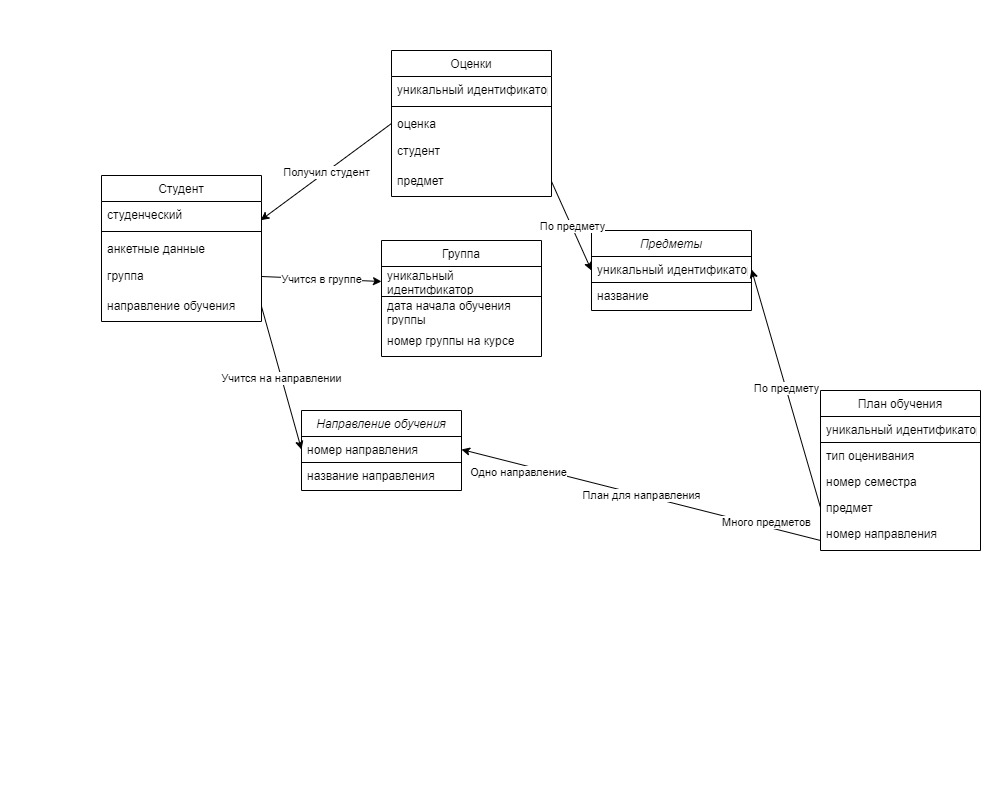 Оценки
уникальный идентификато
оценка
студент
предмет
Получил студент
Студент
студенческий
анкетные данные
группа
направление обучения
По предмету
Предметы
уникальный идентификато
название
Группа
уникальный
идентификатор
дата начала обучения
группы
номер группы на курсе
Учится в группе
Учится на направлении
По предмету
План обучения
уникальный идентификато
тип оценивания
номер семестра
предмет
номер направления
Направление обучения
номер направления
название направления
Одно направление
План для направления
Много предметов